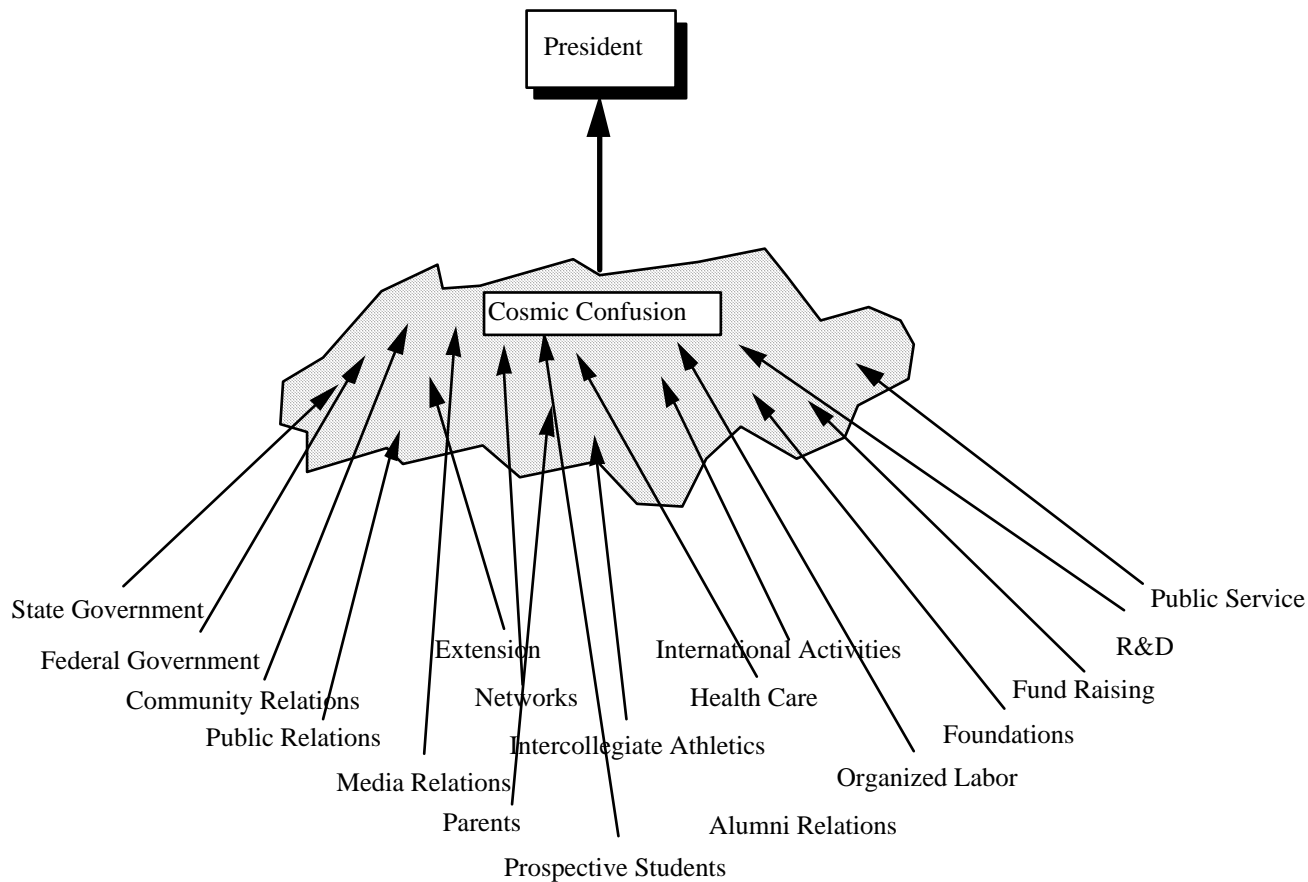 President
Cosmic Confusion
State Government
Federal Government
Community Relations
Public Relations
Media Relations
Parents
Prospective Students
Extension
Networks
Intercollegiate Athletics
International Activities
Health Care
Alumni Relations
Organized Labor
Foundations
Fund Raising
R&D
Public Service